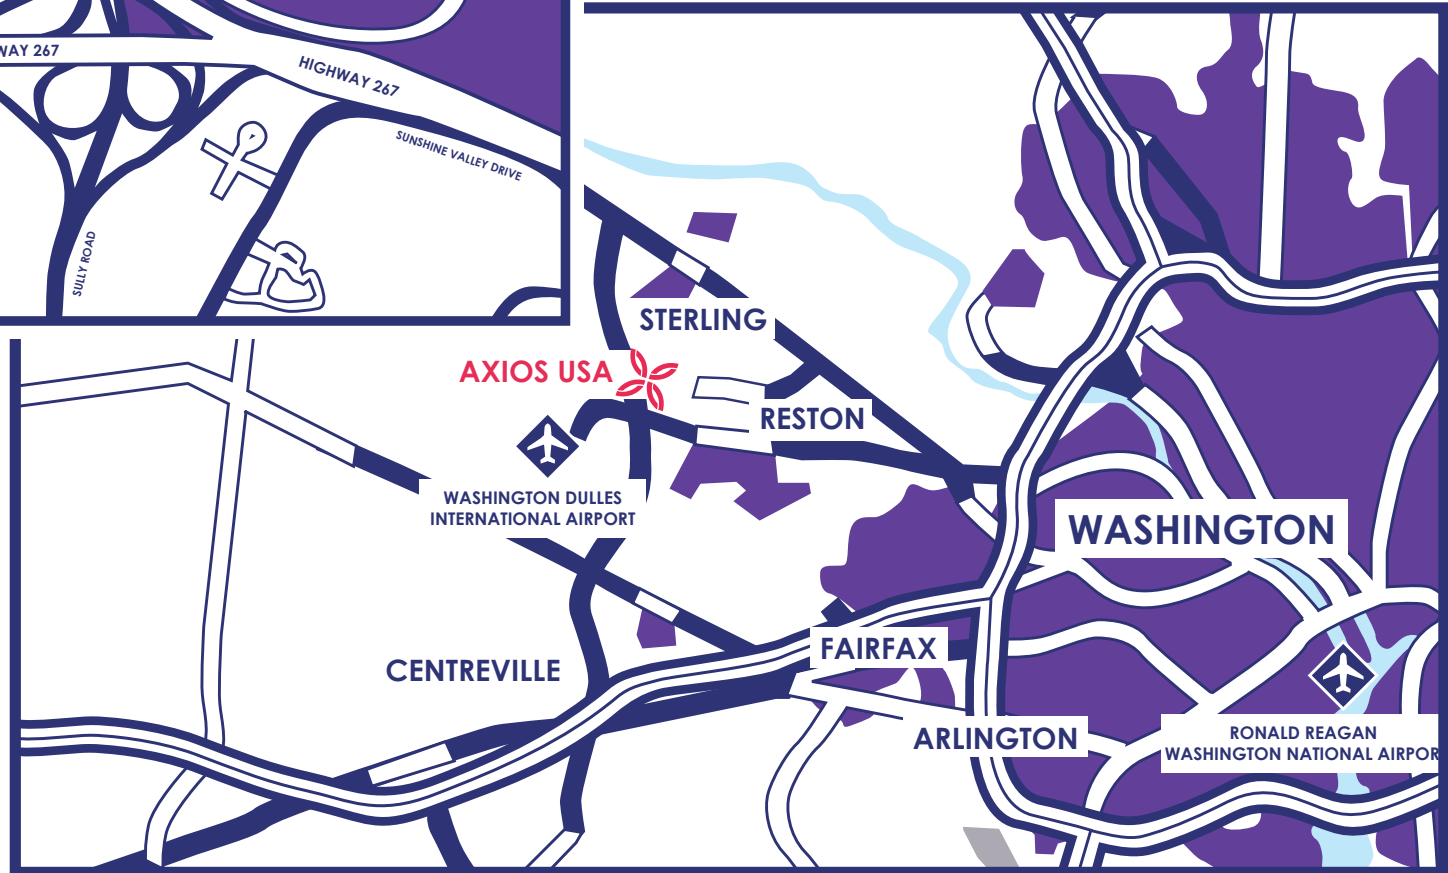 WAY 267
HIGHWAY 267
SUNSHINE VALLEY DRIVE
SULLY ROAD
STERLING
AXIOS USA
RESTON
WASHINGTON DULLES
INTERNATIONAL AIRPORT
WASHINGTON
FAIRFAX
CENTREVILLE
ARLINGTON
RONALD REAGAN
WASHINGTON NATIONAL AIRPOR